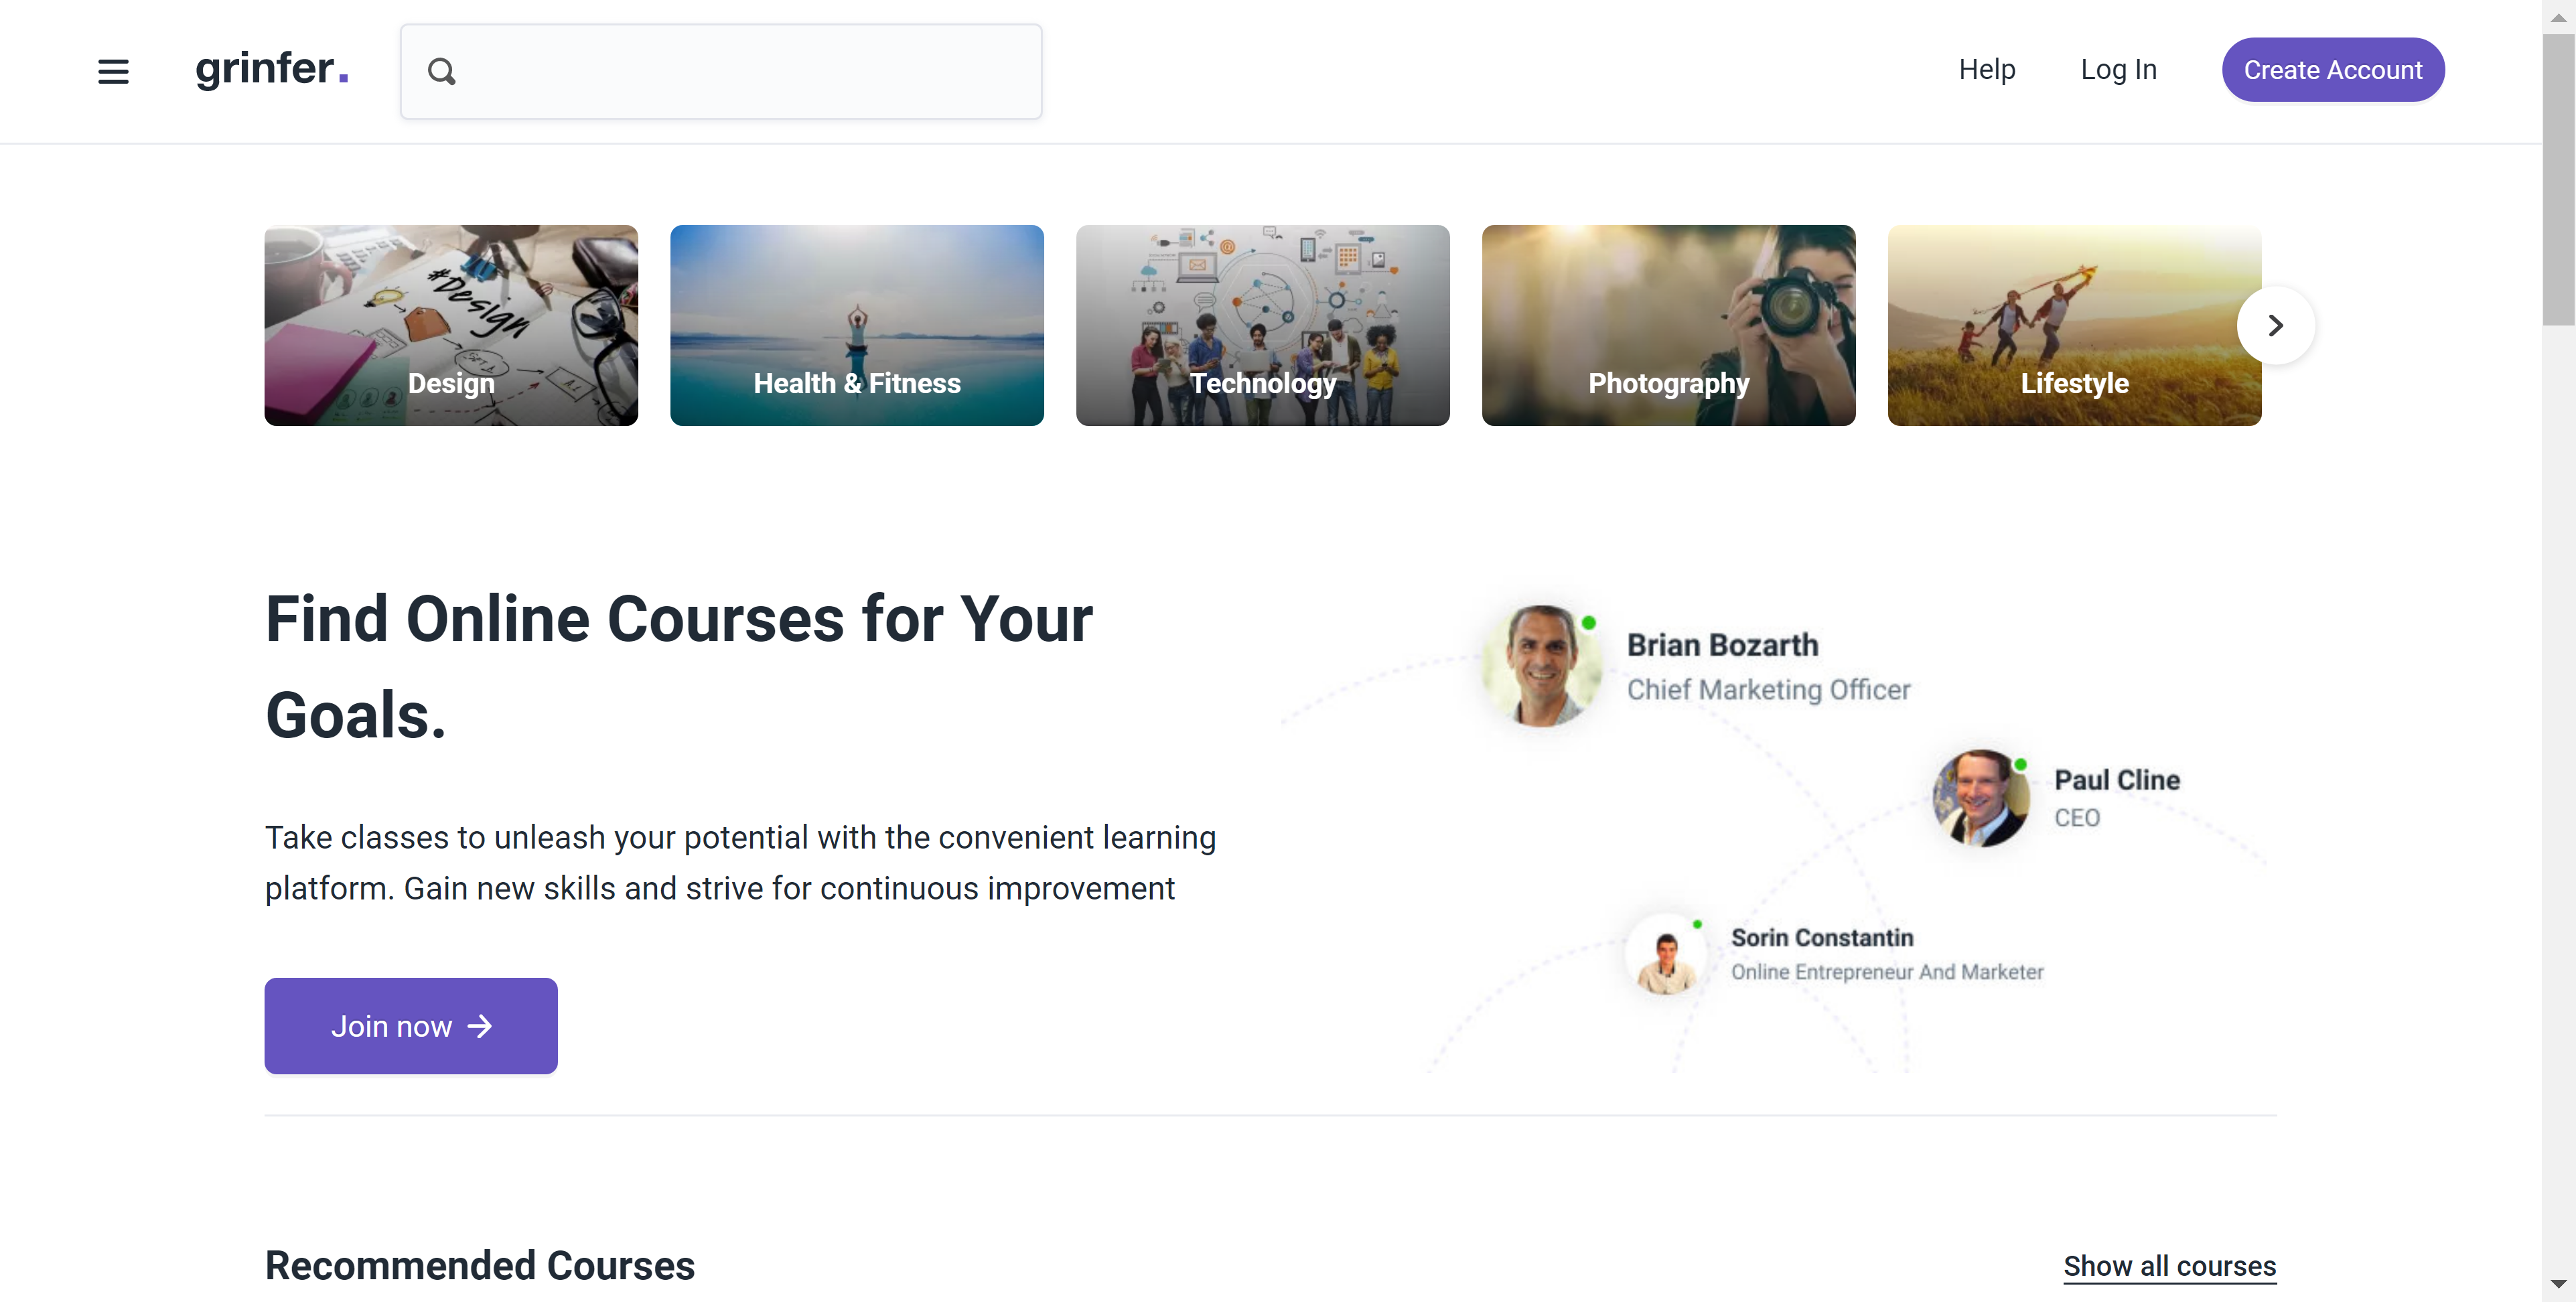 grinfer.
Help
Log In
Create Account
#Design
Design
Health & Fitness
Technology
Photography
Lifestyle
Find Online Courses for Your
Goals.
Take classes to unleash your potential with the convenient learning
platform. Gain new skills and strive for continuous improvement
Join now
Brian Bozarth
Chief Marketing Officer
Paul Cline
CEO
Sorin Constantin
Online Entrepreneur And Marketer
Recommended Courses
Show all courses